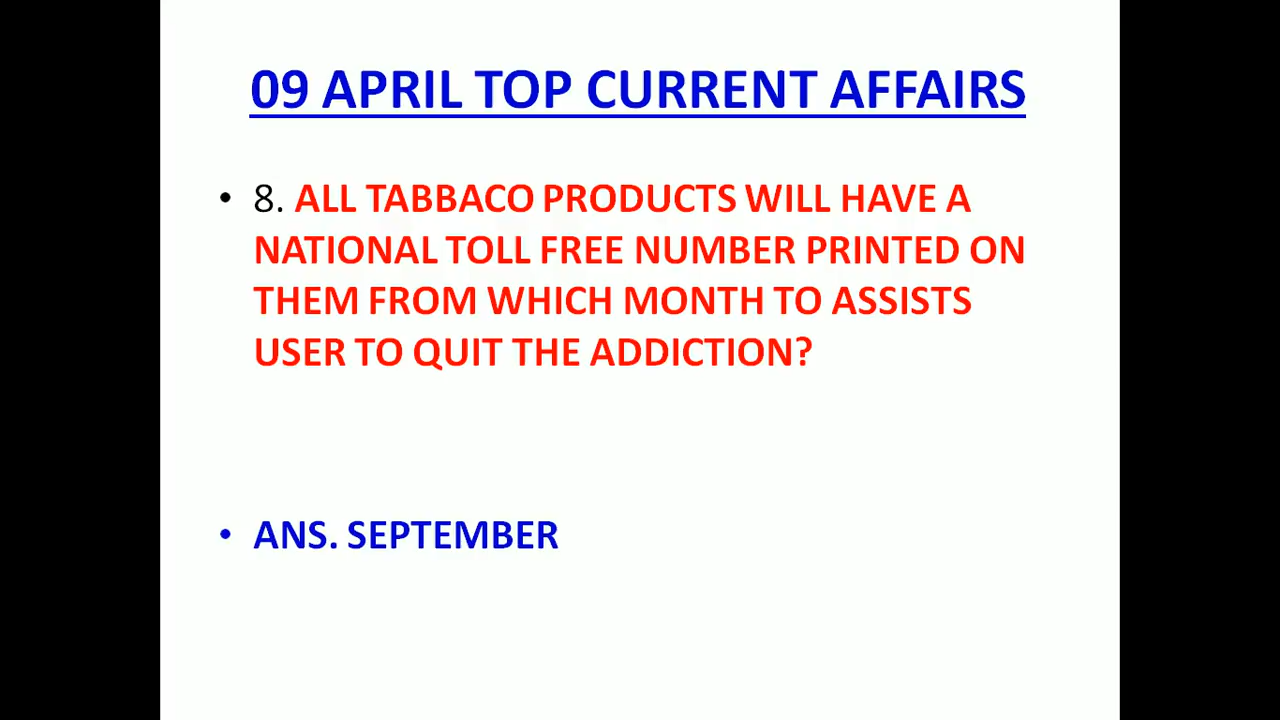 09 APRIL TOP CURRENT AFFAIRS
• 8. ALL TABBACO PRODUCTS WILL HAVE A
NATIONAL TOLL FREE NUMBER PRINTED ON
THEM FROM WHICH MONTH TO ASSISTS
USER TO QUIT THE ADDICTION?
• ANS. SEPTEMBER